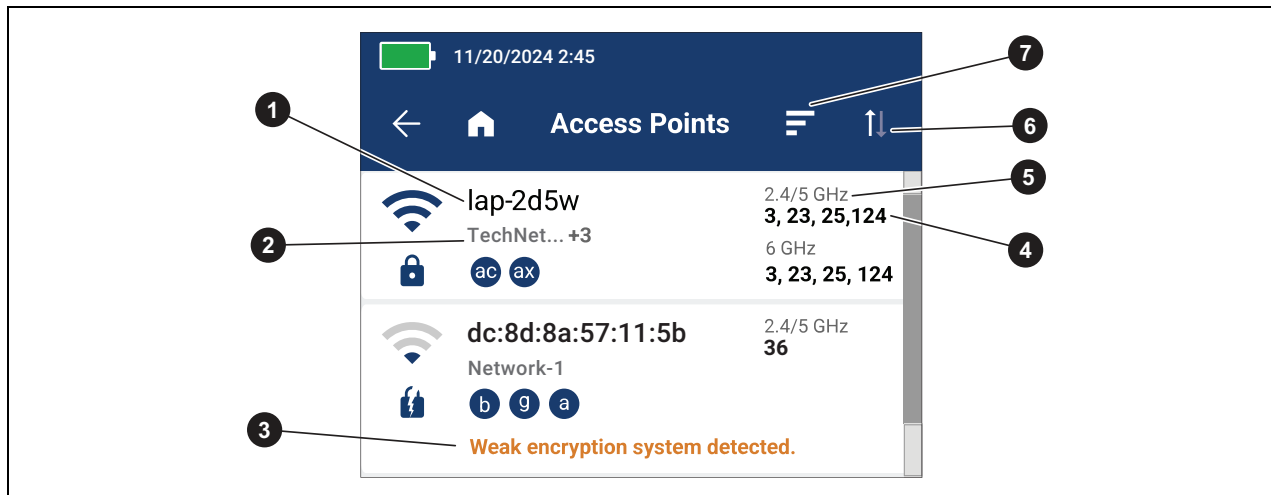 11/20/2024 2:45
7
1
Access Points
6
lap-2d5w
2.4/5 GHz
5
3, 23, 25,124
4
2
TechNet... +3
6 GHz
ac ax
3, 23, 25, 124
dc:8d:8a:57:11:5b
2.4/5 GHz
36
Network-1
b g a
3
Weak encryption system detected.